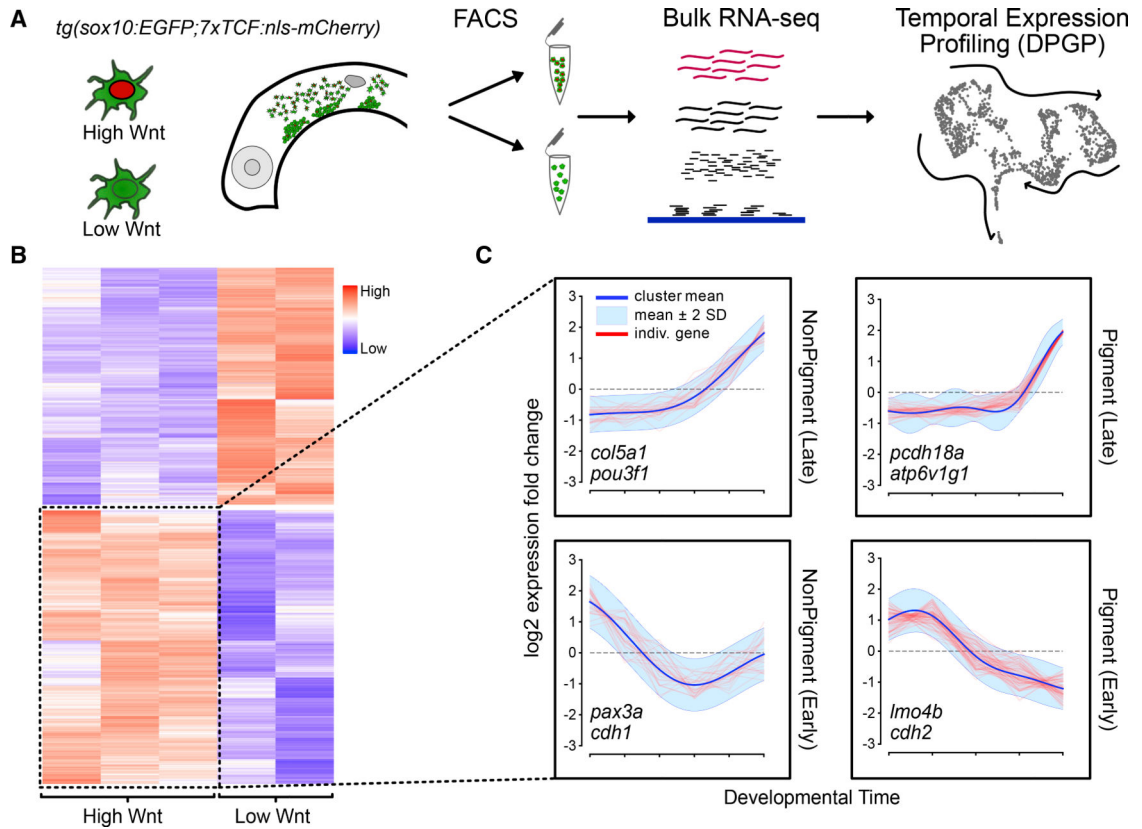 A
tg(sox10:EGFP;7xTCF:nls-mCherry)
High Wnt
Low Wnt
FACS
Bulk RNA-seq
Temporal Expression
Profiling (DPGP)
B
High
Low
High Wnt
Low Wnt
C
log2 expression fold change
3
2
1
0
-1
-2
-3
cluster mean
mean ± 2 SD
indiv. gene
col5a1
pou3f1
NonPigment (Late)
3
2
1
0
-1
-2
-3
pcdh18a
atp6v1g1
Pigment (Late)
3
2
1
0
-1
-2
-3
pax3a
cdh1
NonPigment (Early)
3
2
1
0
-1
-2
-3
lmo4b
cdh2
Pigment (Early)
Developmental Time